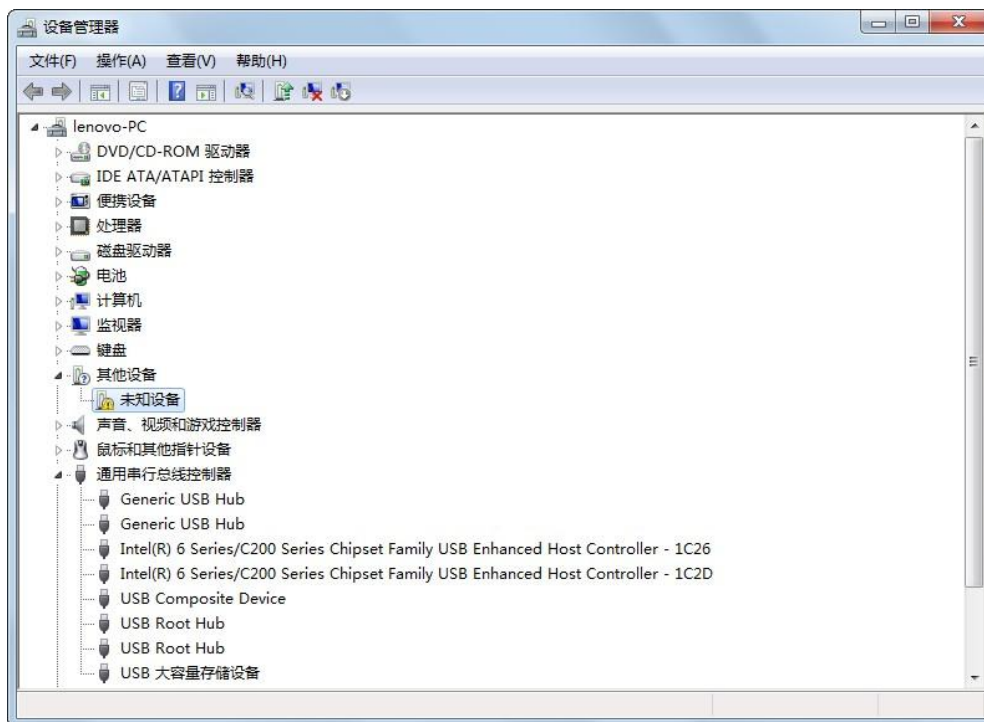 设备管理器
文件(F) 操作(A) 查看(V) 帮助(H)
lenovo-PC
DVD/CD-ROM 驱动器
IDE ATA/ATAPI 控制器
便携设备
处理器
磁盘驱动器
电池
计算机
监视器
键盘
其他设备
未知设备
声音、视频和游戏控制器
鼠标和其他指针设备
通用串行总线控制器
Generic USB Hub
Generic USB Hub
Intel(R) 6 Series/C200 Series Chipset Family USB Enhanced Host Controller - 1C26
Intel(R) 6 Series/C200 Series Chipset Family USB Enhanced Host Controller - 1C2D
USB Composite Device
USB Root Hub
USB Root Hub
USB 大容量存储设备